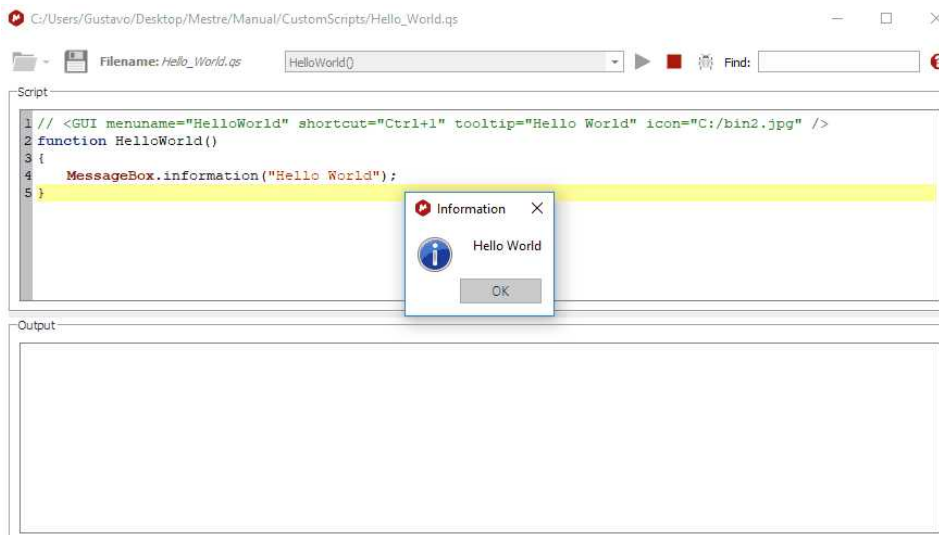 C:/Users/Gustavo/Desktop/Mestre/Manual/CustomScripts/Hello_World.qs
Filename: Hello_World.qs
HelloWorld()
Find:
Script
1 // <GUI menuname="HelloWorld" shortcut="Ctrl+1" tooltip="Hello World" icon="C:/bin2.jpg" />
2 function HelloWorld()
3 {
4 MessageBox.information("Hello World");
5 }
Information
Hello World
OK
Output